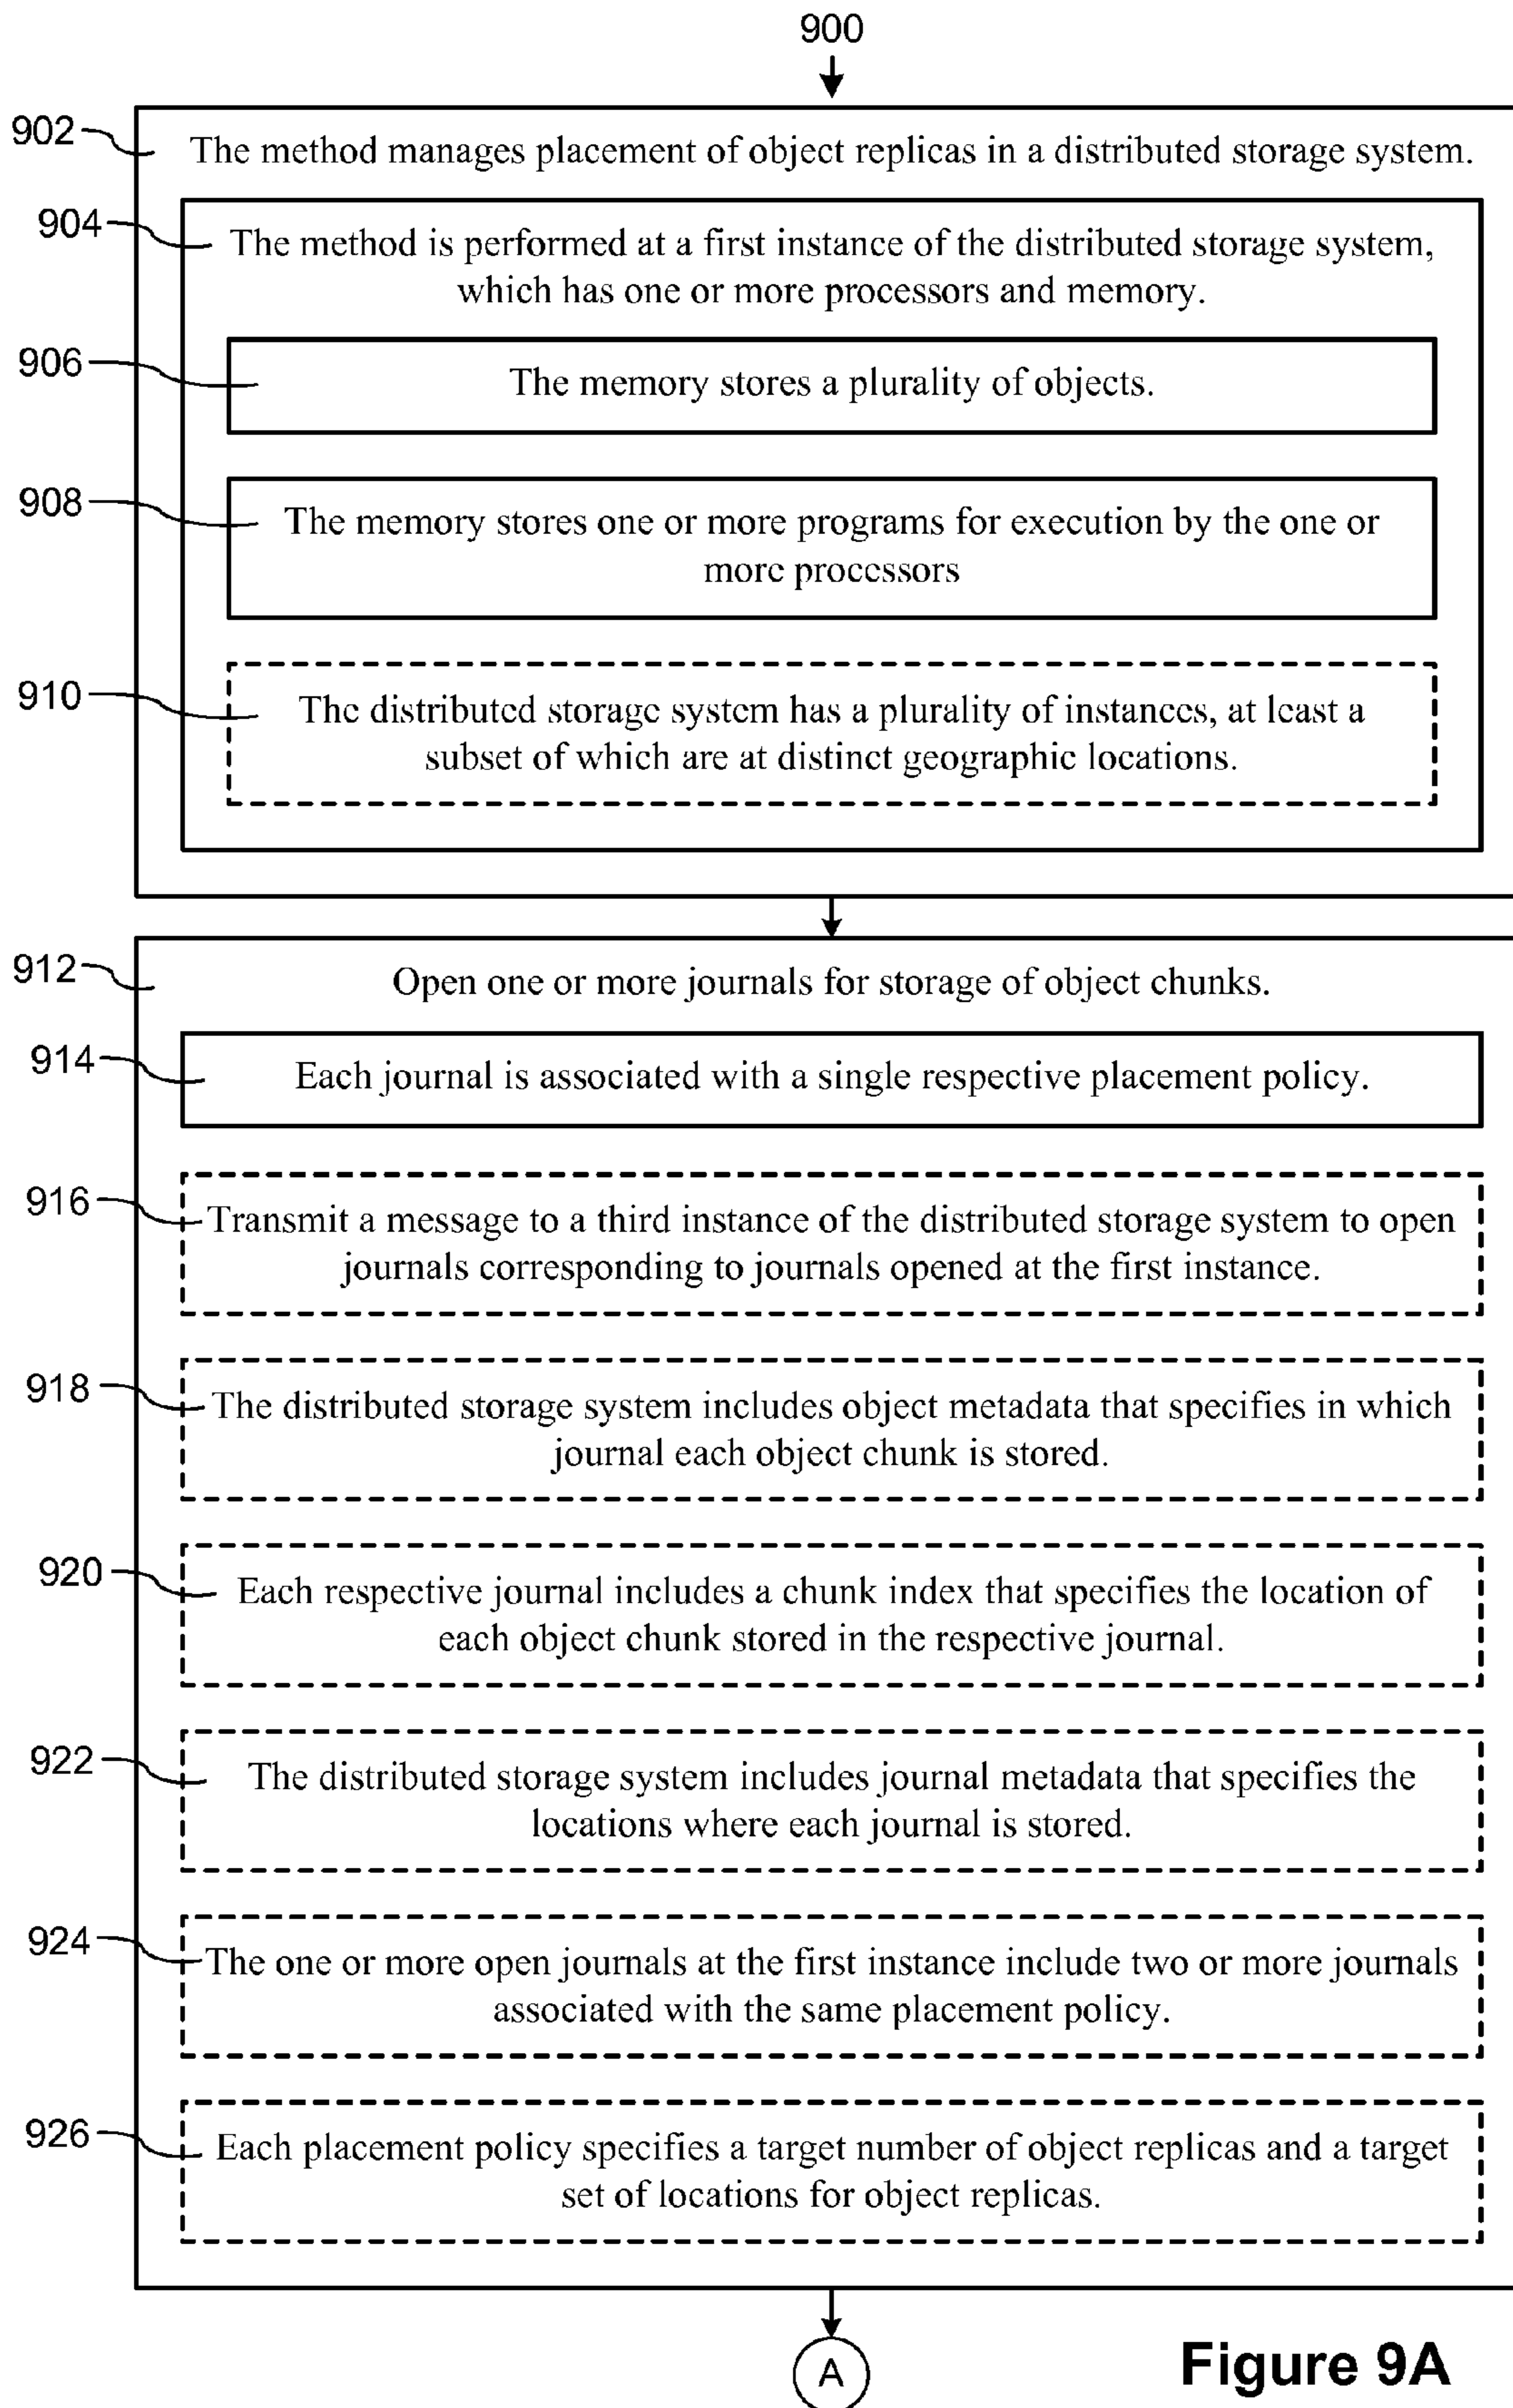 900
902
The method manages placement of object replicas in a distributed storage system.
904
The method is performed at a first instance of the distributed storage system,
which has one or more processors and memory.
906
The memory stores a plurality of objects.
908
The memory stores one or more programs for execution by the one or
more processors
910
The distributed storage system has a plurality of instances, at least a
subset of which are at distinct geographic locations.
912
Open one or more journals for storage of object chunks.
914
Each journal is associated with a single respective placement policy.
916
Transmit a message to a third instance of the distributed storage system to open
journals corresponding to journals opened at the first instance.
918
The distributed storage system includes object metadata that specifies in which
journal each object chunk is stored.
920
Each respective journal includes a chunk index that specifies the location of
each object chunk stored in the respective journal.
922
The distributed storage system includes journal metadata that specifies the
locations where each journal is stored.
924
The one or more open journals at the first instance include two or more journals
associated with the same placement policy.
926
Each placement policy specifies a target number of object replicas and a target
set of locations for object replicas.
A
Figure 9A